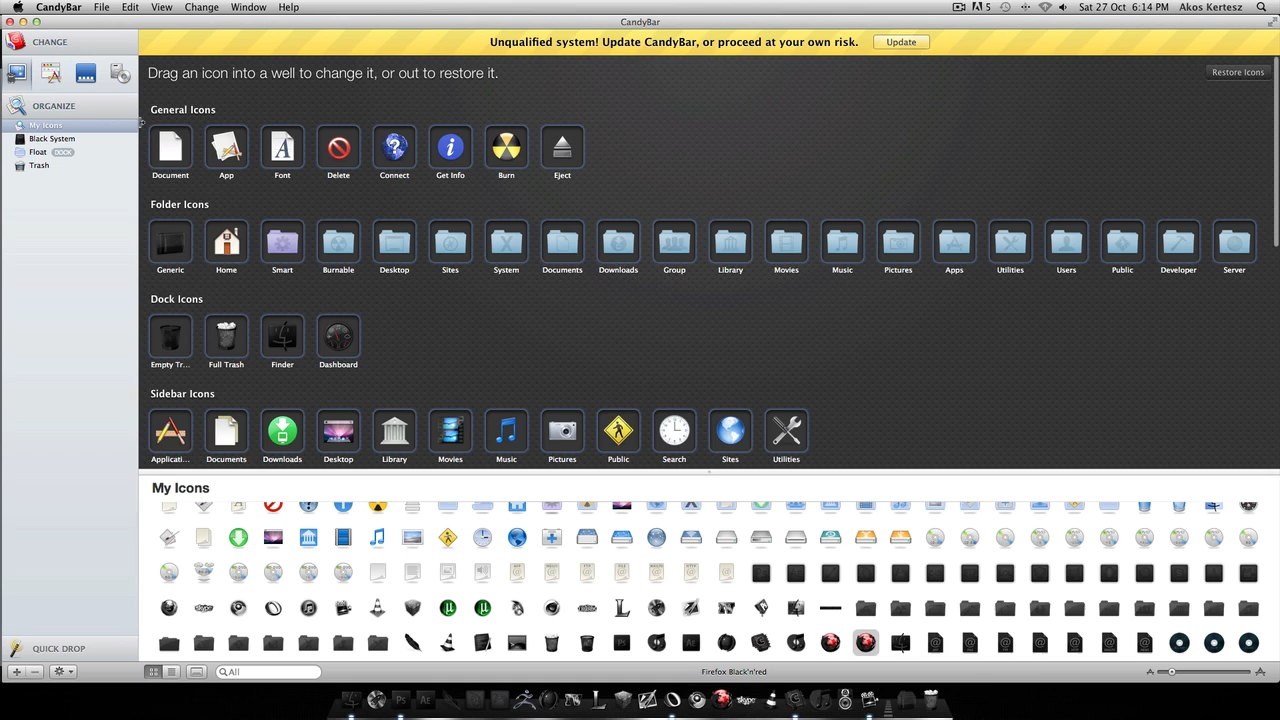 CandyBar File Edit View Change Window Help 5 Sat 27 Oct 6:14 PM Akos Kertesz
CandyBar
CHANGE
Unqualified system! Update CandyBar, or proceed at your own risk. Update
Drag an icon into a well to change it, or out to restore it. Restore Icons
ORGANIZE
My Icons
Black System
Float DOCK
Trash
General Icons
Document App Font Delete Connect Get Info Burn Eject
Folder Icons
Generic Home Smart Burnable Desktop Sites System Documents Downloads Group Library Movies Music Pictures Apps Utilities Users Public Developer Server
Dock Icons
Empty Tr... Full Trash Finder Dashboard
Sidebar Icons
Applicati... Documents Downloads Desktop Library Movies Music Pictures Public Search Sites Utilities
My Icons
QUICK DROP
All
Firefox Black'n'red